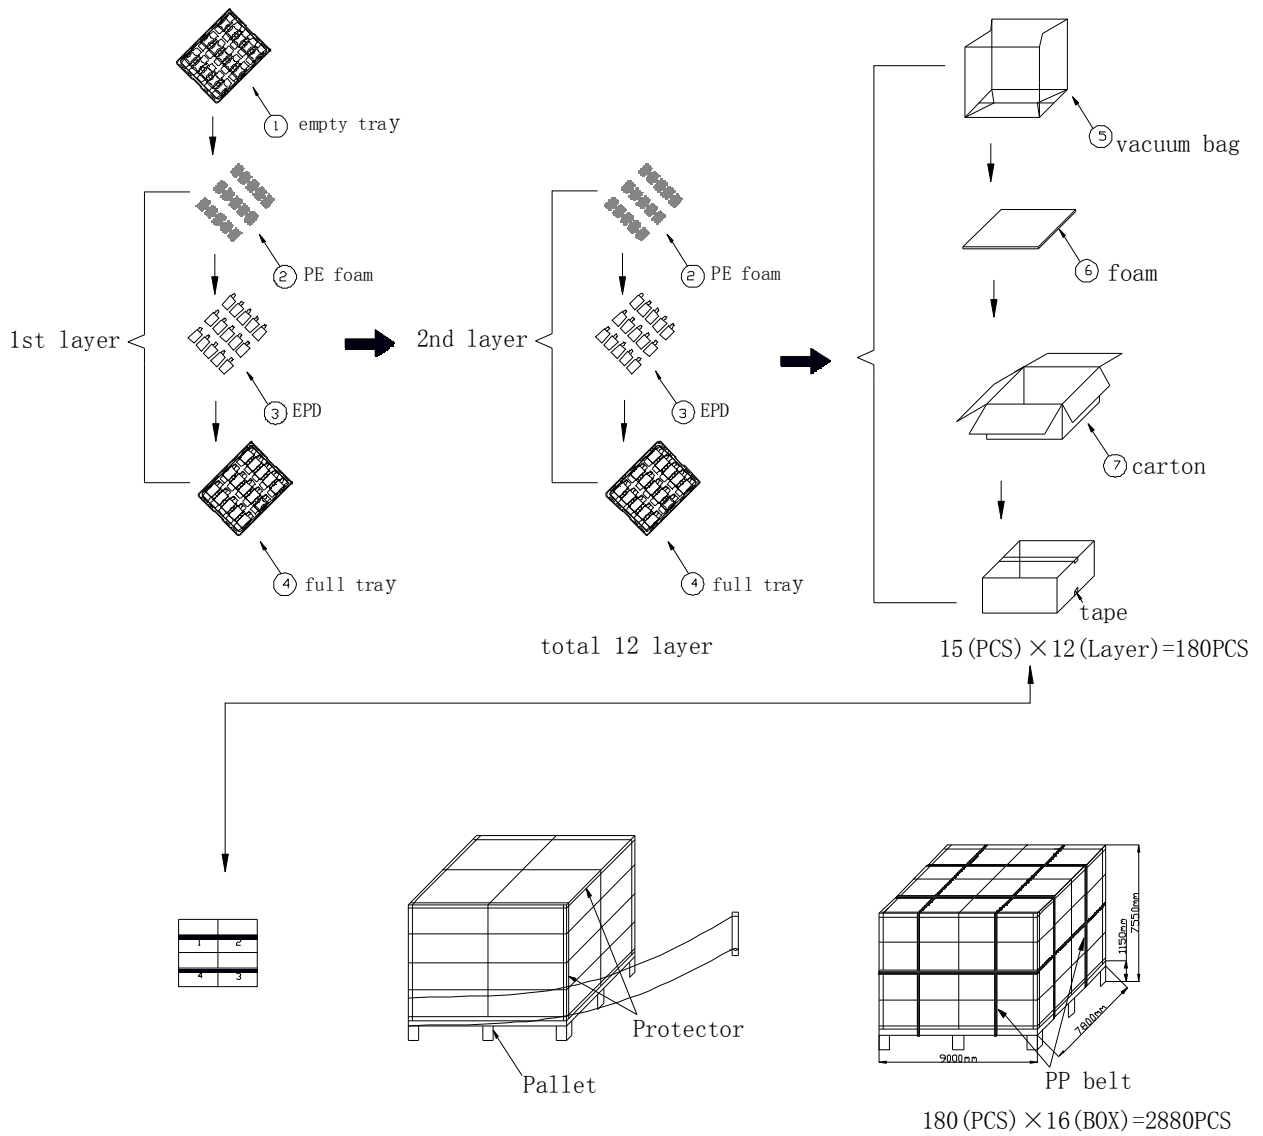 1 empty tray
2 PE foam
1st layer
3 EPD
4 full tray
2 PE foam
2nd layer
3 EPD
4 full tray
total 12 layer
5 vacuum bag
6 foam
7 carton
tape
15(PCS)×12(Layer)=180PCS
1 2
4 3
Protector
Pallet
1150mm
7550mm
7800mm
9000mm
PP belt
180(PCS)×16(BOX)=2880PCS